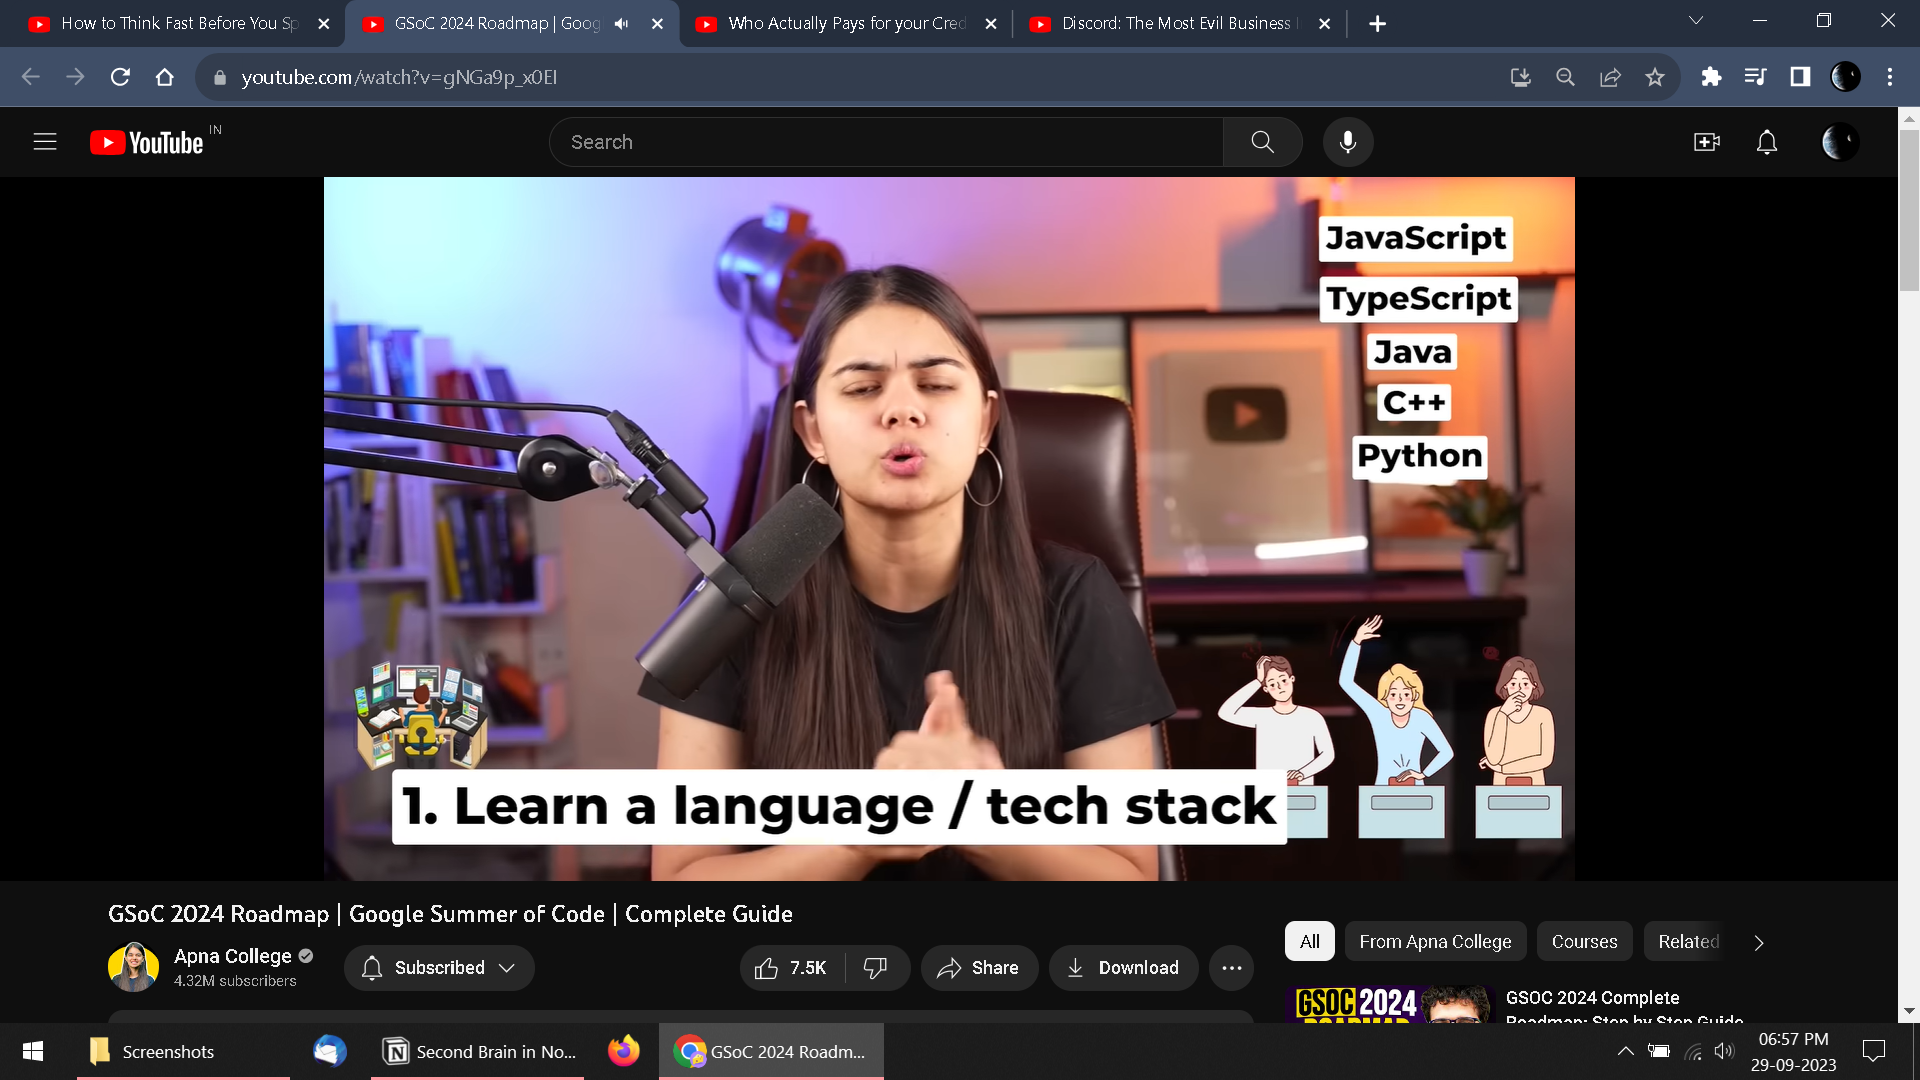 How to Think Fast Before You Sp
GSoC 2024 Roadmap | Goog
Who Actually Pays for your Cred
Discord: The Most Evil Business
youtube.com/watch?v=gNGa9p_x0EI
YouTube IN
Search
JavaScript
TypeScript
Java
C++
Python
1. Learn a language / tech stack
GSoC 2024 Roadmap | Google Summer of Code | Complete Guide
Apna College
4.32M subscribers
Subscribed
7.5K
Share
Download
All
From Apna College
Courses
Related
GSOC 2024
ROADMAP
GSOC 2024 Complete
Roadmap: Step by Step Guide
Screenshots
Second Brain in No...
GSoC 2024 Roadm...
06:57 PM
29-09-2023